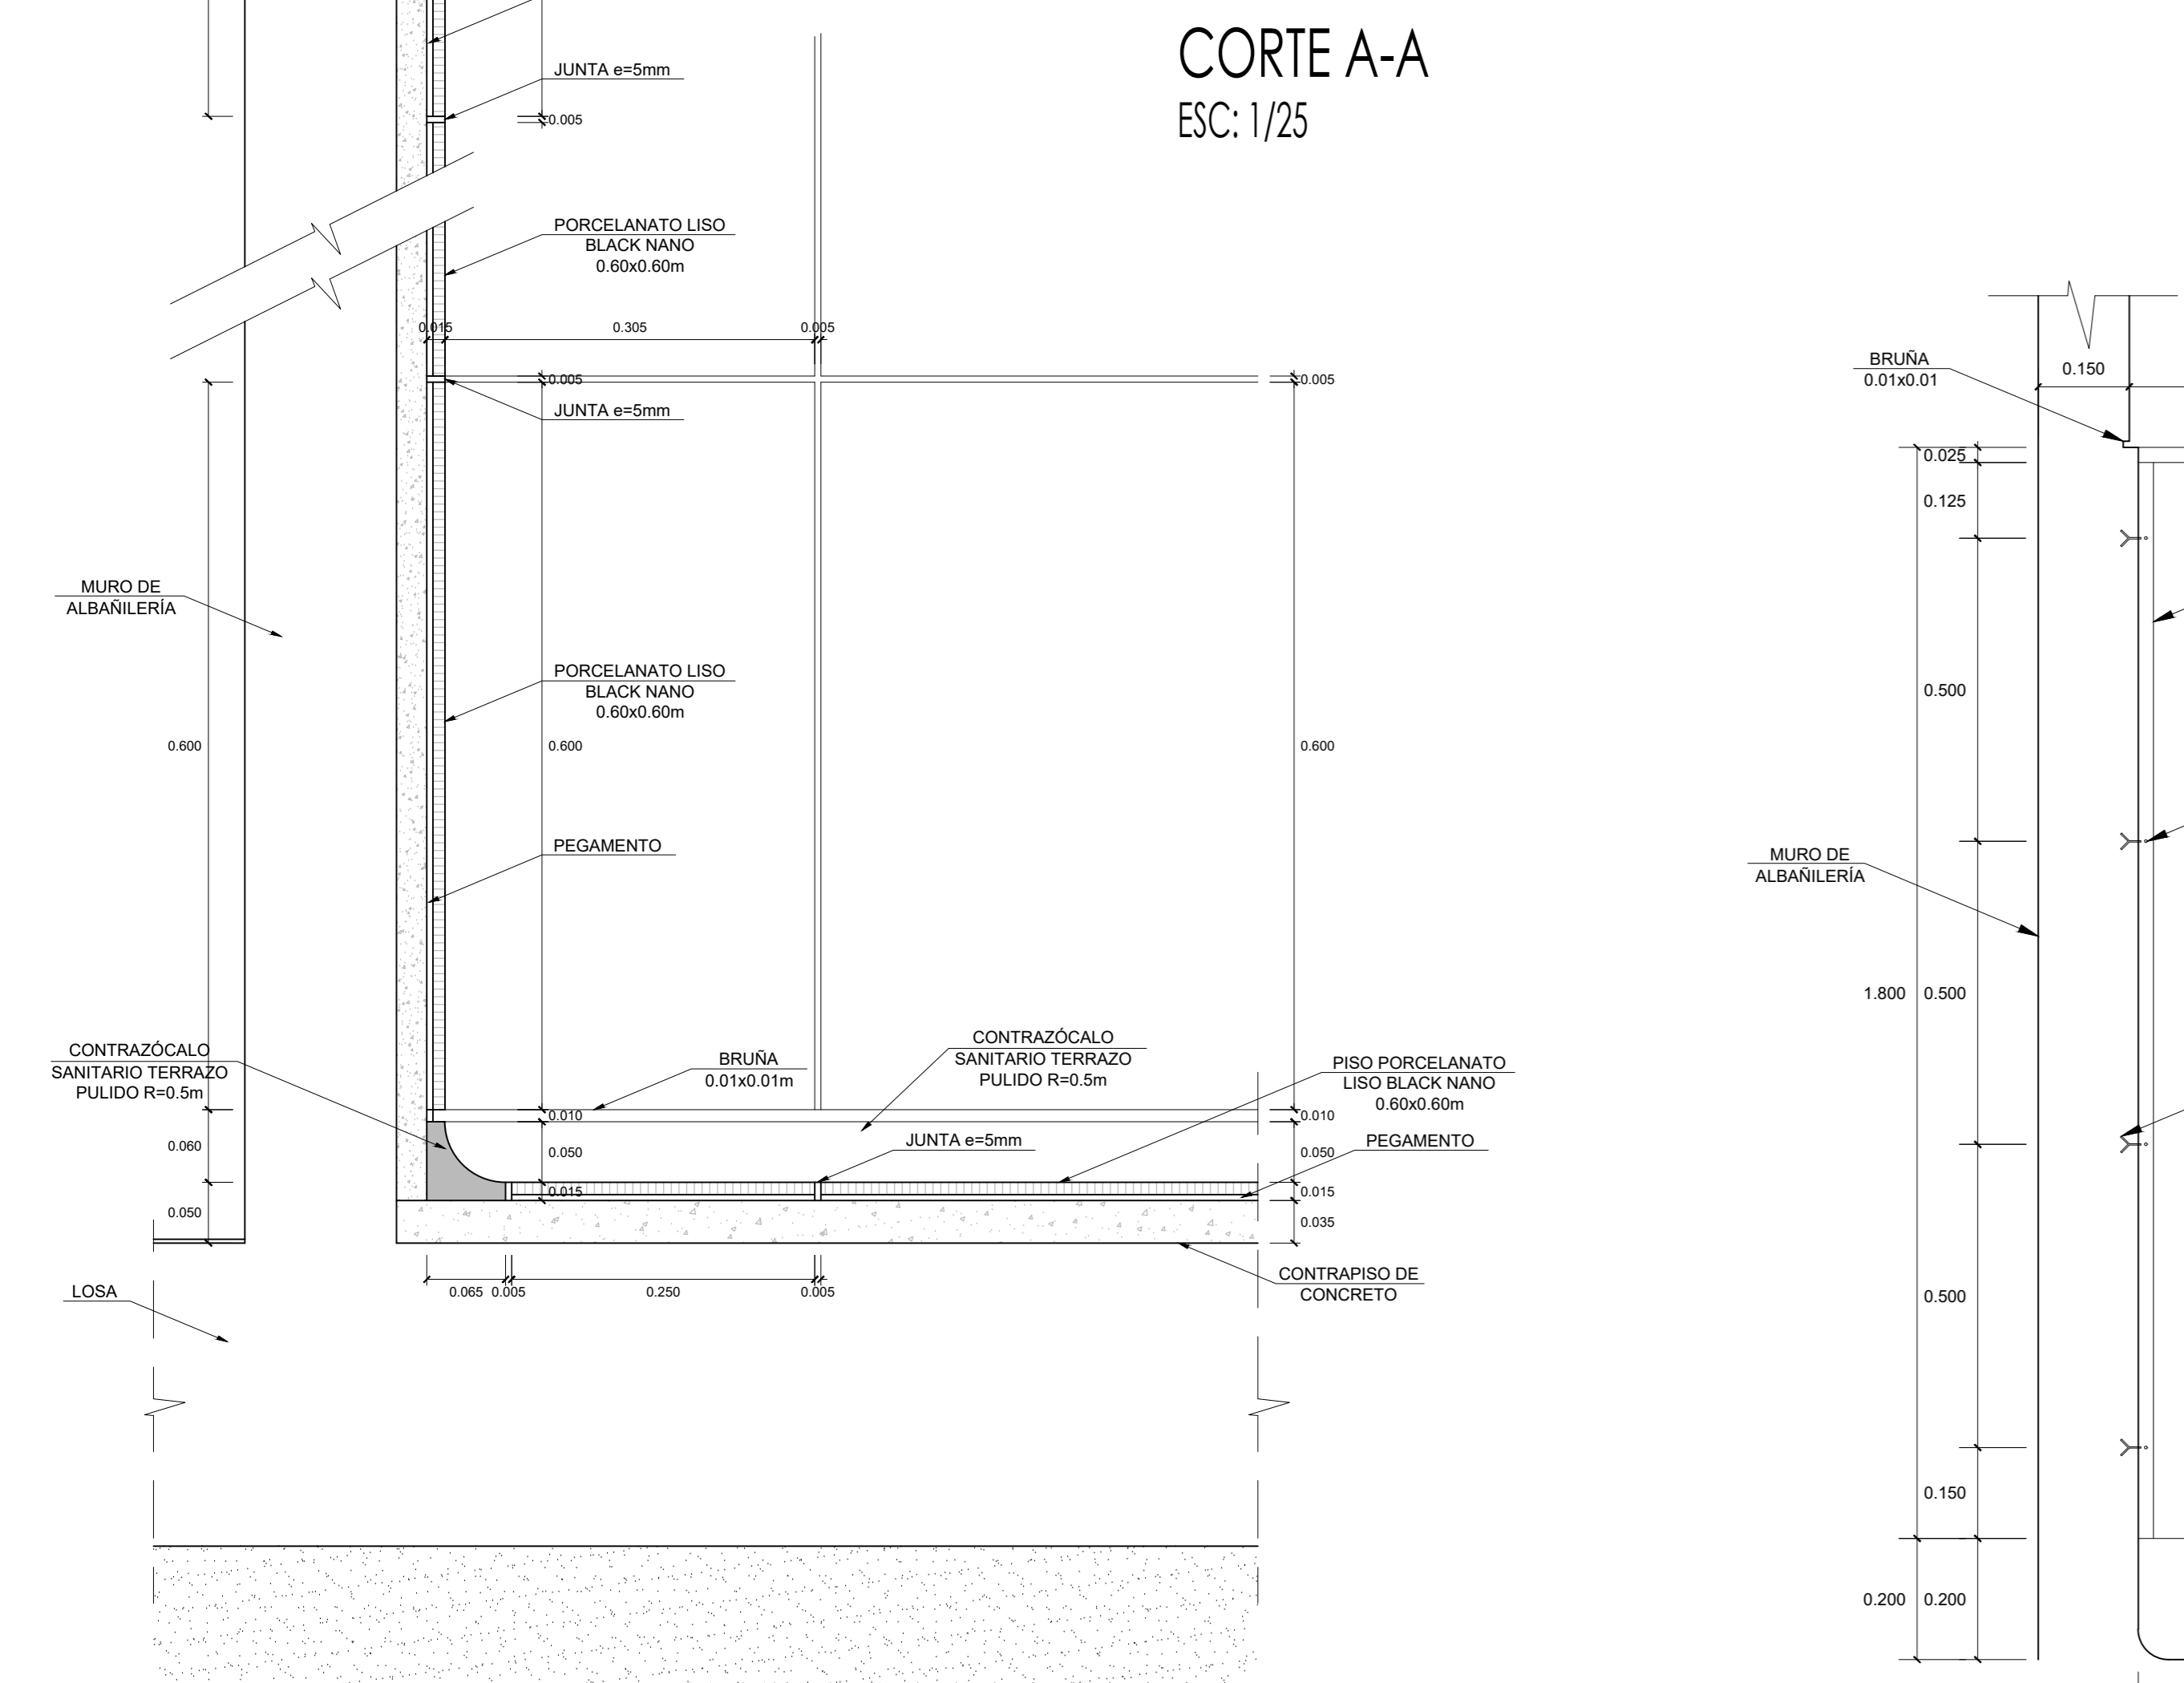 CORTE A-A
ESC: 1/25
JUNTA e=5mm
0.005
PORCELANATO LISO
BLACK NANO
0.60x0.60m
0.015
0.305
0.005
0.005
0.005
JUNTA e=5mm
MURO DE
ALBAÑILERÍA
PORCELANATO LISO
BLACK NANO
0.60x0.60m
0.600
0.600
0.600
PEGAMENTO
CONTRAZÓCALO
SANITARIO TERRAZO
PULIDO R=0.5m
BRUÑA
0.01x0.01m
CONTRAZÓCALO
SANITARIO TERRAZO
PULIDO R=0.5m
PISO PORCELANATO
LISO BLACK NANO
0.60x0.60m
0.010
0.010
JUNTA e=5mm
PEGAMENTO
0.060
0.050
0.050
0.015
0.015
0.050
0.035
0.065
0.005
0.250
0.005
CONTRAPISO DE
CONCRETO
LOSA
BRUÑA
0.01x0.01
0.150
0.025
0.125
0.500
MURO DE
ALBAÑILERÍA
1.800
0.500
0.500
0.150
0.200
0.200